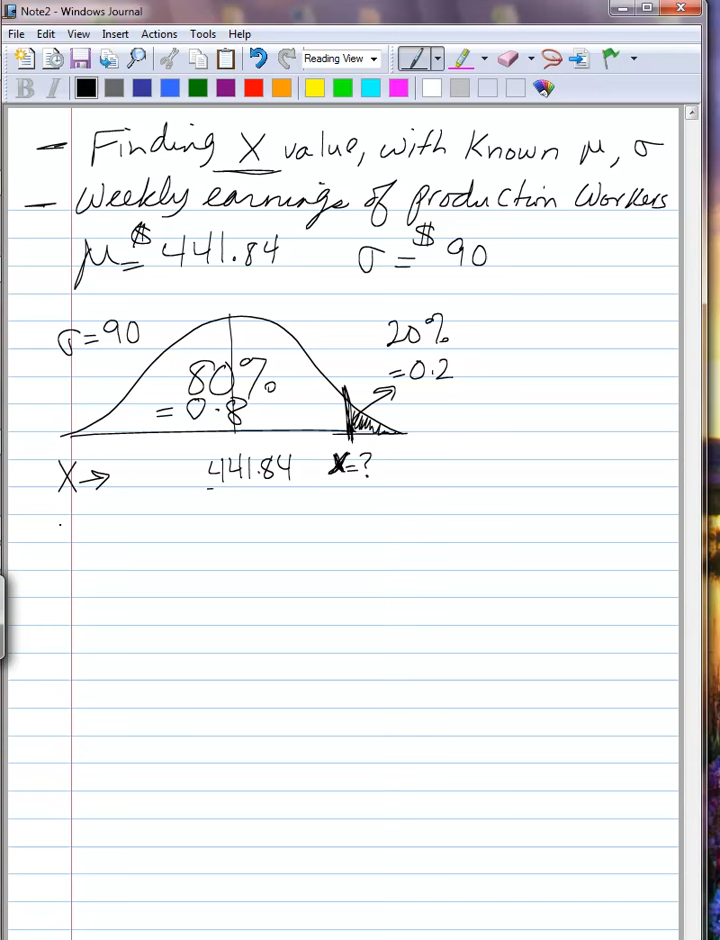 Note2 - Windows Journal
File Edit View Insert Actions Tools Help
Reading View
B I
- Finding X value, with Known μ, σ
- Weekly earnings of production Workers
μ = $441.84 σ = $90
σ = 90
20%
= 0.2
80%
= 0.8
X → 441.84 X = ?